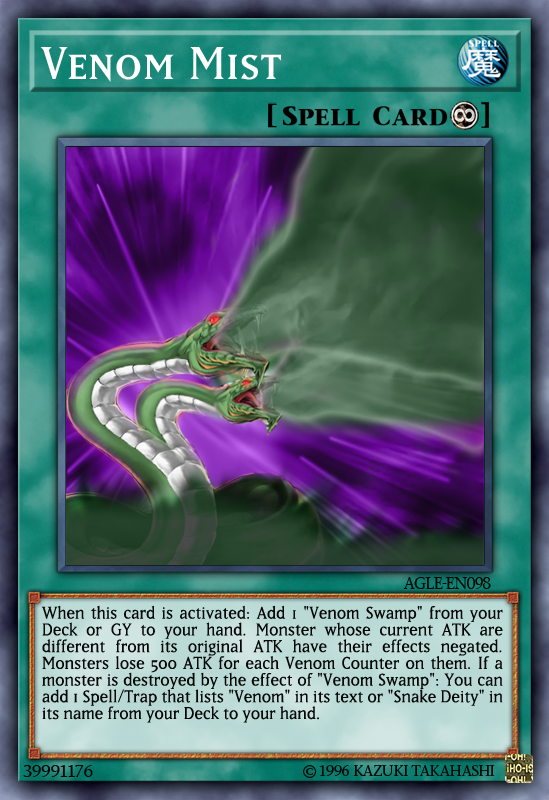 Venom Mist
SPELL
魔
[Spell Card]
AGLE-EN098
When this card is activated: Add 1 "Venom Swamp" from your
Deck or GY to your hand. Monster whose current ATK are
different from its original ATK have their effects negated.
Monsters lose 500 ATK for each Venom Counter on them. If a
monster is destroyed by the effect of "Venom Swamp": You can
add 1 Spell/Trap that lists "Venom" in its text or "Snake Deity" in
its name from your Deck to your hand.
39991176
©1996 KAZUKI TAKAHASHI